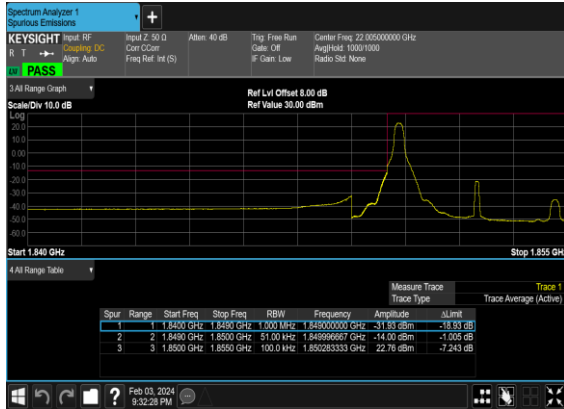 Spectrum Analyzer 1
Spurious Emissions
KEYSIGHT Input: RF Input Z: 50 Ω Atten: 40 dB Trig: Free Run Center Freq: 22.005000000 GHz
R T Coupling: DC Corr CCorr Gate: Off Avg|Hold: 1000/1000
Align: Auto Freq Ref: Int (S) IF Gain: Low Radio Std: None
PASS
3 All Range Graph
Ref Lvl Offset 8.00 dB
Scale/Div 10.0 dB Ref Value 30.00 dBm
Log
20.0
10.0
0.00
-10.0
-20.0
-30.0
-40.0
-50.0
-60.0
Start 1.840 GHz Stop 1.855 GH
4 All Range Table
Measure Trace Trace 1
Trace Type Trace Average (Active)
Spur Range Start Freq Stop Freq RBW Frequency Amplitude ΔLimit
1 1 1.8400 GHz 1.8490 GHz 1.000 MHz 1.849000000 GHz -31.93 dBm -18.93 dB
2 2 1.8490 GHz 1.8500 GHz 51.00 kHz 1.849996667 GHz -14.00 dBm -1.005 dB
3 3 1.8500 GHz 1.8550 GHz 100.0 kHz 1.850283333 GHz 22.76 dBm -7.243 dB
? Feb 03, 2024
9:32:28 PM